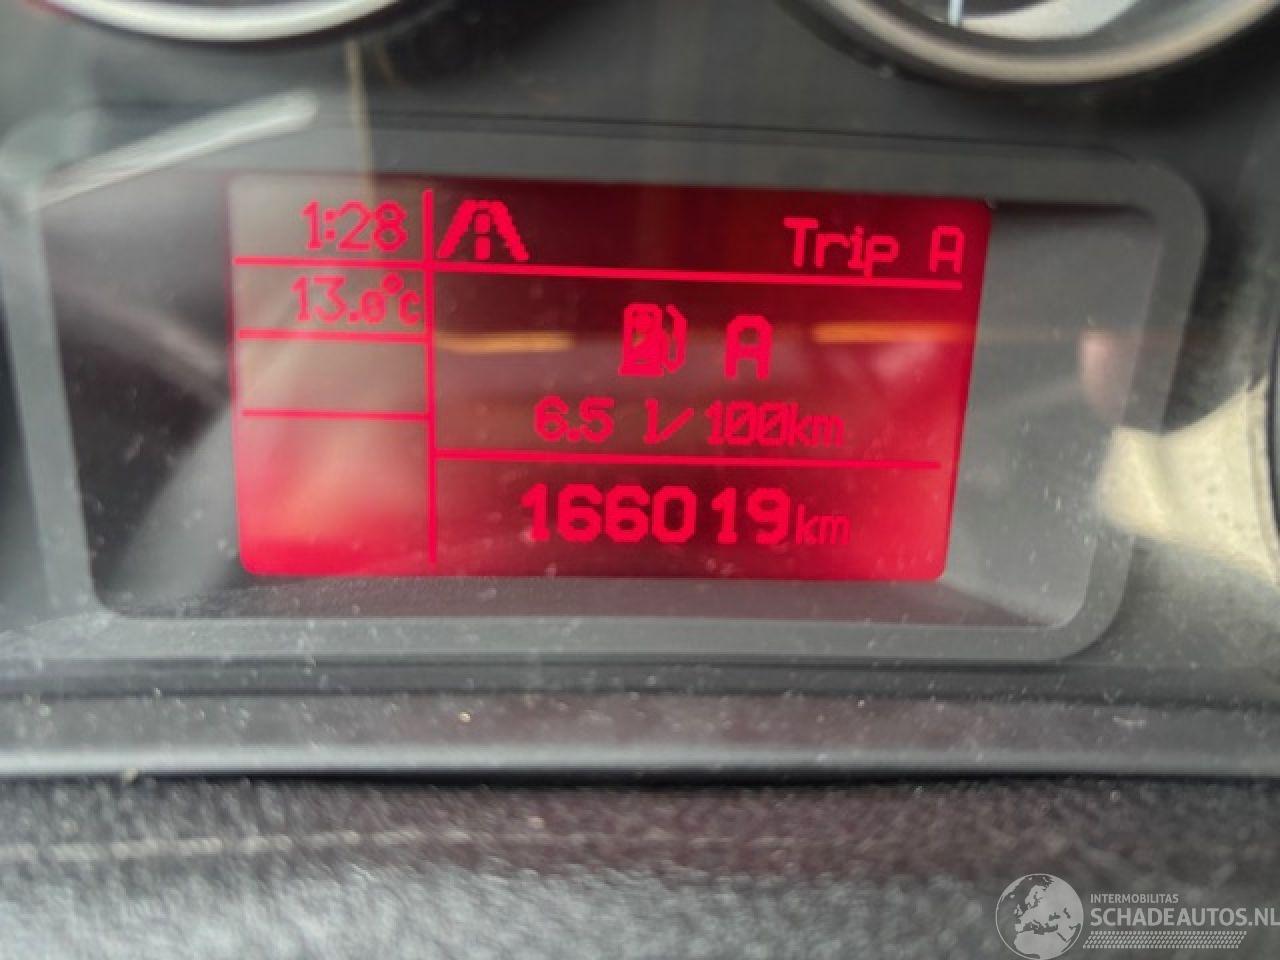 1:28
Trip A
13.0°C
A
6.5 l/100km
166019km
INTERMOBILITAS
SCHADEAUTOS.NL